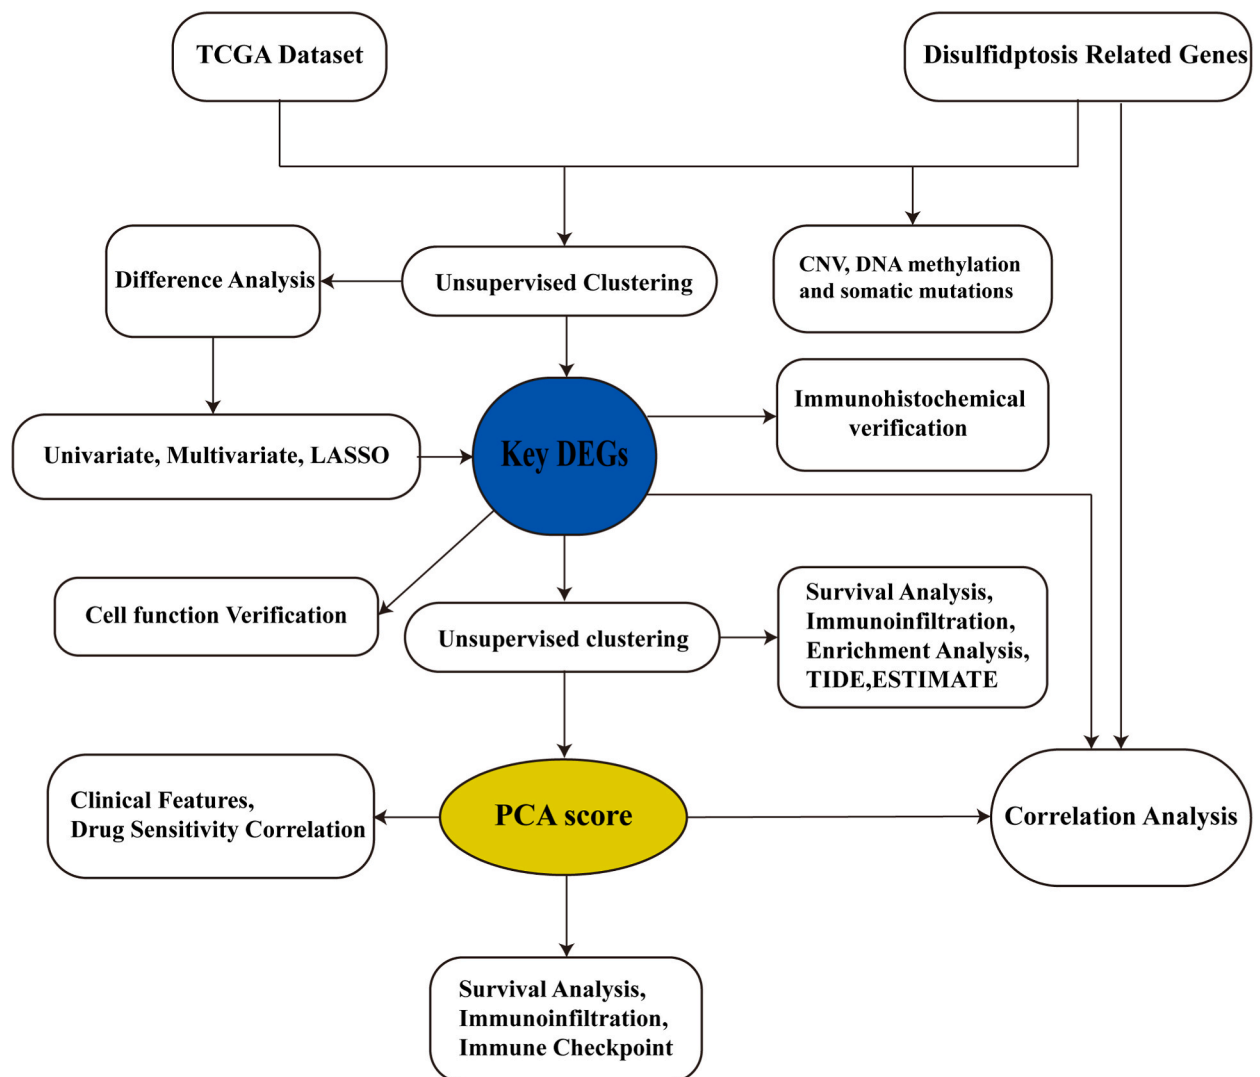 TCGA Dataset
Disulfidptosis Related Genes
Difference Analysis
Unsupervised Clustering
CNV, DNA methylation
and somatic mutations
Immunohistochemical
verification
Univariate, Multivariate, LASSO
Key DEGs
Cell function Verification
Unsupervised clustering
Survival Analysis,
Immunoinfiltration,
Enrichment Analysis,
TIDE,ESTIMATE
Clinical Features,
Drug Sensitivity Correlation
PCA score
Correlation Analysis
Survival Analysis,
Immunoinfiltration,
Immune Checkpoint